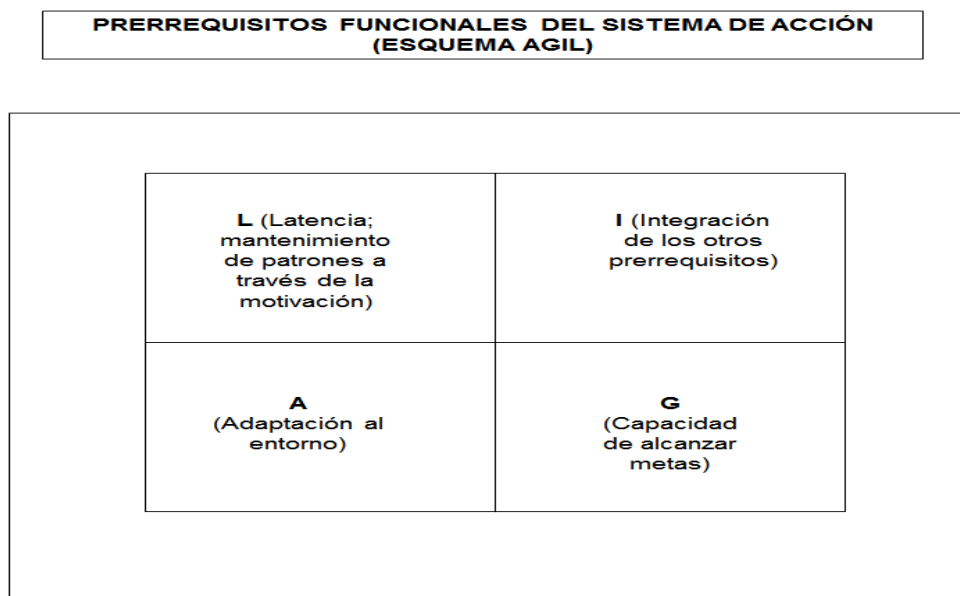 PRERREQUISITOS FUNCIONALES DEL SISTEMA DE ACCIÓN
(ESQUEMA AGIL)
L (Latencia;
mantenimiento
de patrones a
través de la
motivación)
I (Integración
de los otros
prerrequisitos)
A
(Adaptación al
entorno)
G
(Capacidad
de alcanzar
metas)